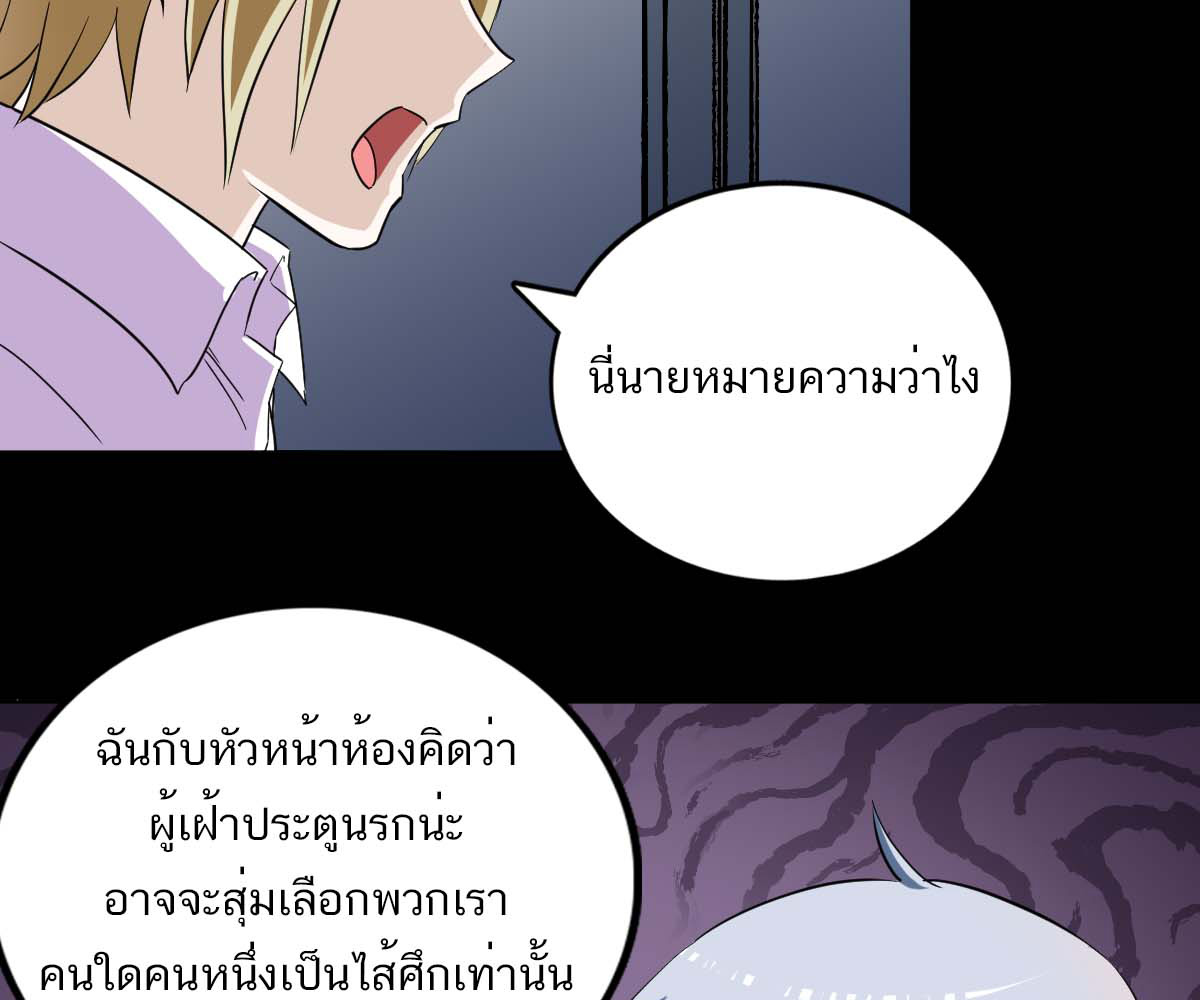 นี่นายหมายความว่าไง
ฉันกับหัวหน้าห้องคิดว่า
ผู้เฝ้าประตูนรกน่ะ
อาจจะสุ่มเลือกพวกเรา
คนใดคนหนึ่งเป็นไส้ศึกเท่านั้น